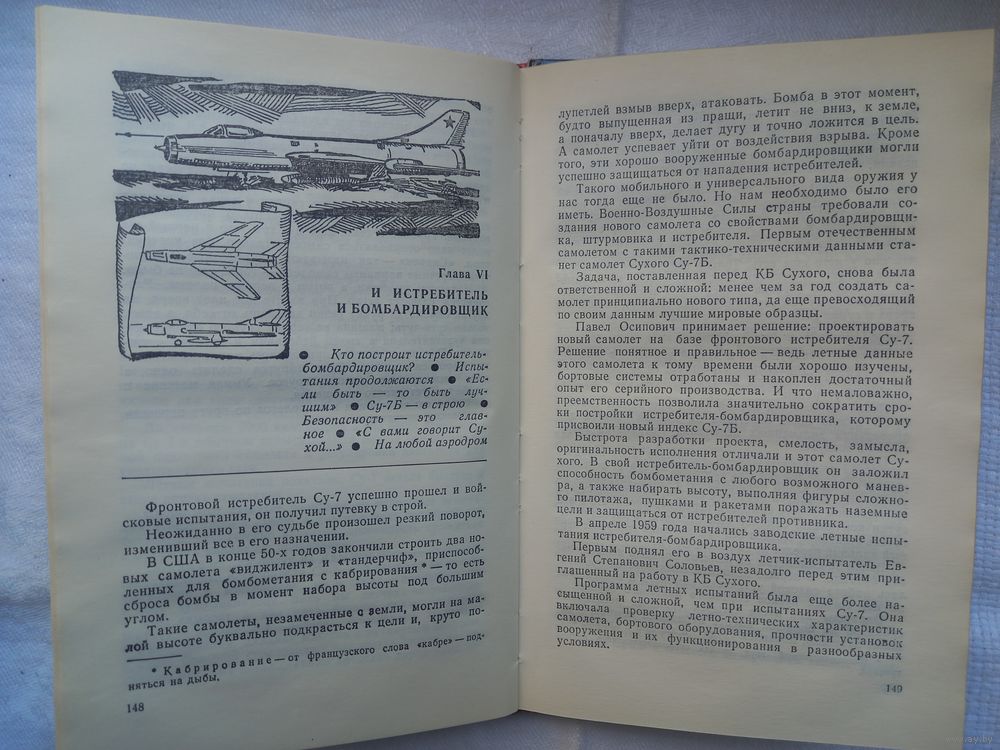 Глава VI
И ИСТРЕБИТЕЛЬ
И БОМБАРДИРОВЩИК
● Кто построит истребитель-
бомбардировщик? ● Испы-
тания продолжаются ● «Ес-
ли быть — то быть луч-
шим» ● Су-7Б — в строю ●
Безопасность — это глав-
ное ● «С вами говорит Су-
хой...» ● На любой аэродром
Фронтовой истребитель Су-7 успешно прошел и вой-
сковые испытания, он получил путевку в строй.
Неожиданно в его судьбе произошел резкий поворот,
изменивший все в его назначении.
В США в конце 50-х годов закончили строить два но-
вых самолета «виджилент» и «тандерчиф», приспособ-
ленных для бомбометания с кабрирования * — то есть
сброса бомбы в момент набора высоты под большим
углом.
Такие самолеты, незамеченные с земли, могли на ма-
лой высоте буквально подкрасться к цели и, круто по-
* Кабрирование — от французского слова «кабре» — под-
няться на дыбы.
148
лупетлей взмыв вверх, атаковать. Бомба в этот момент,
будто выпущенная из пращи, летит не вниз, к земле,
а поначалу вверх, делает дугу и точно ложится в цель.
А самолет успевает уйти от воздействия взрыва. Кроме
того, эти хорошо вооруженные бомбардировщики могли
успешно защищаться от нападения истребителей.
Такого мобильного и универсального вида оружия у
нас тогда еще не было. Но нам необходимо было его
иметь. Военно-Воздушные Силы страны требовали со-
здания нового самолета со свойствами бомбардировщи-
ка, штурмовика и истребителя. Первым отечественным
самолетом с такими тактико-техническими данными ста-
нет самолет Сухого Су-7Б.
Задача, поставленная перед КБ Сухого, снова была
ответственной и сложной: менее чем за год создать са-
молет принципиально нового типа, да еще превосходящий
по своим данным лучшие мировые образцы.
Павел Осипович принимает решение: проектировать
новый самолет на базе фронтового истребителя Су-7.
Решение понятное и правильное — ведь летные данные
этого самолета к тому времени были хорошо изучены,
бортовые системы отработаны и накоплен достаточный
опыт его серийного производства. И что немаловажно,
преемственность позволила значительно сократить сро-
ки постройки истребителя-бомбардировщика, которому
присвоили новый индекс Су-7Б.
Быстрота разработки проекта, смелость, замысла,
оригинальность исполнения отличали и этот самолет Су-
хого. В свой истребитель-бомбардировщик он заложил
способность бомбометания с любого возможного манев-
ра, а также набирать высоту, выполняя фигуры сложно-
го пилотажа, пушками и ракетами поражать наземные
цели и защищаться от истребителей противника.
В апреле 1959 года начались заводские летные испы-
тания истребителя-бомбардировщика.
Первым поднял его в воздух летчик-испытатель Ев-
гений Степанович Соловьев, незадолго перед этим при-
глашенный на работу в КБ Сухого.
Программа летных испытаний была еще более на-
сыщенной и сложной, чем при испытаниях Су-7. Она
включала проверку летно-технических характеристик
самолета, бортового оборудования, прочности установок
вооружения и их функционирования в разнообразных
условиях.
149
www.ay.by